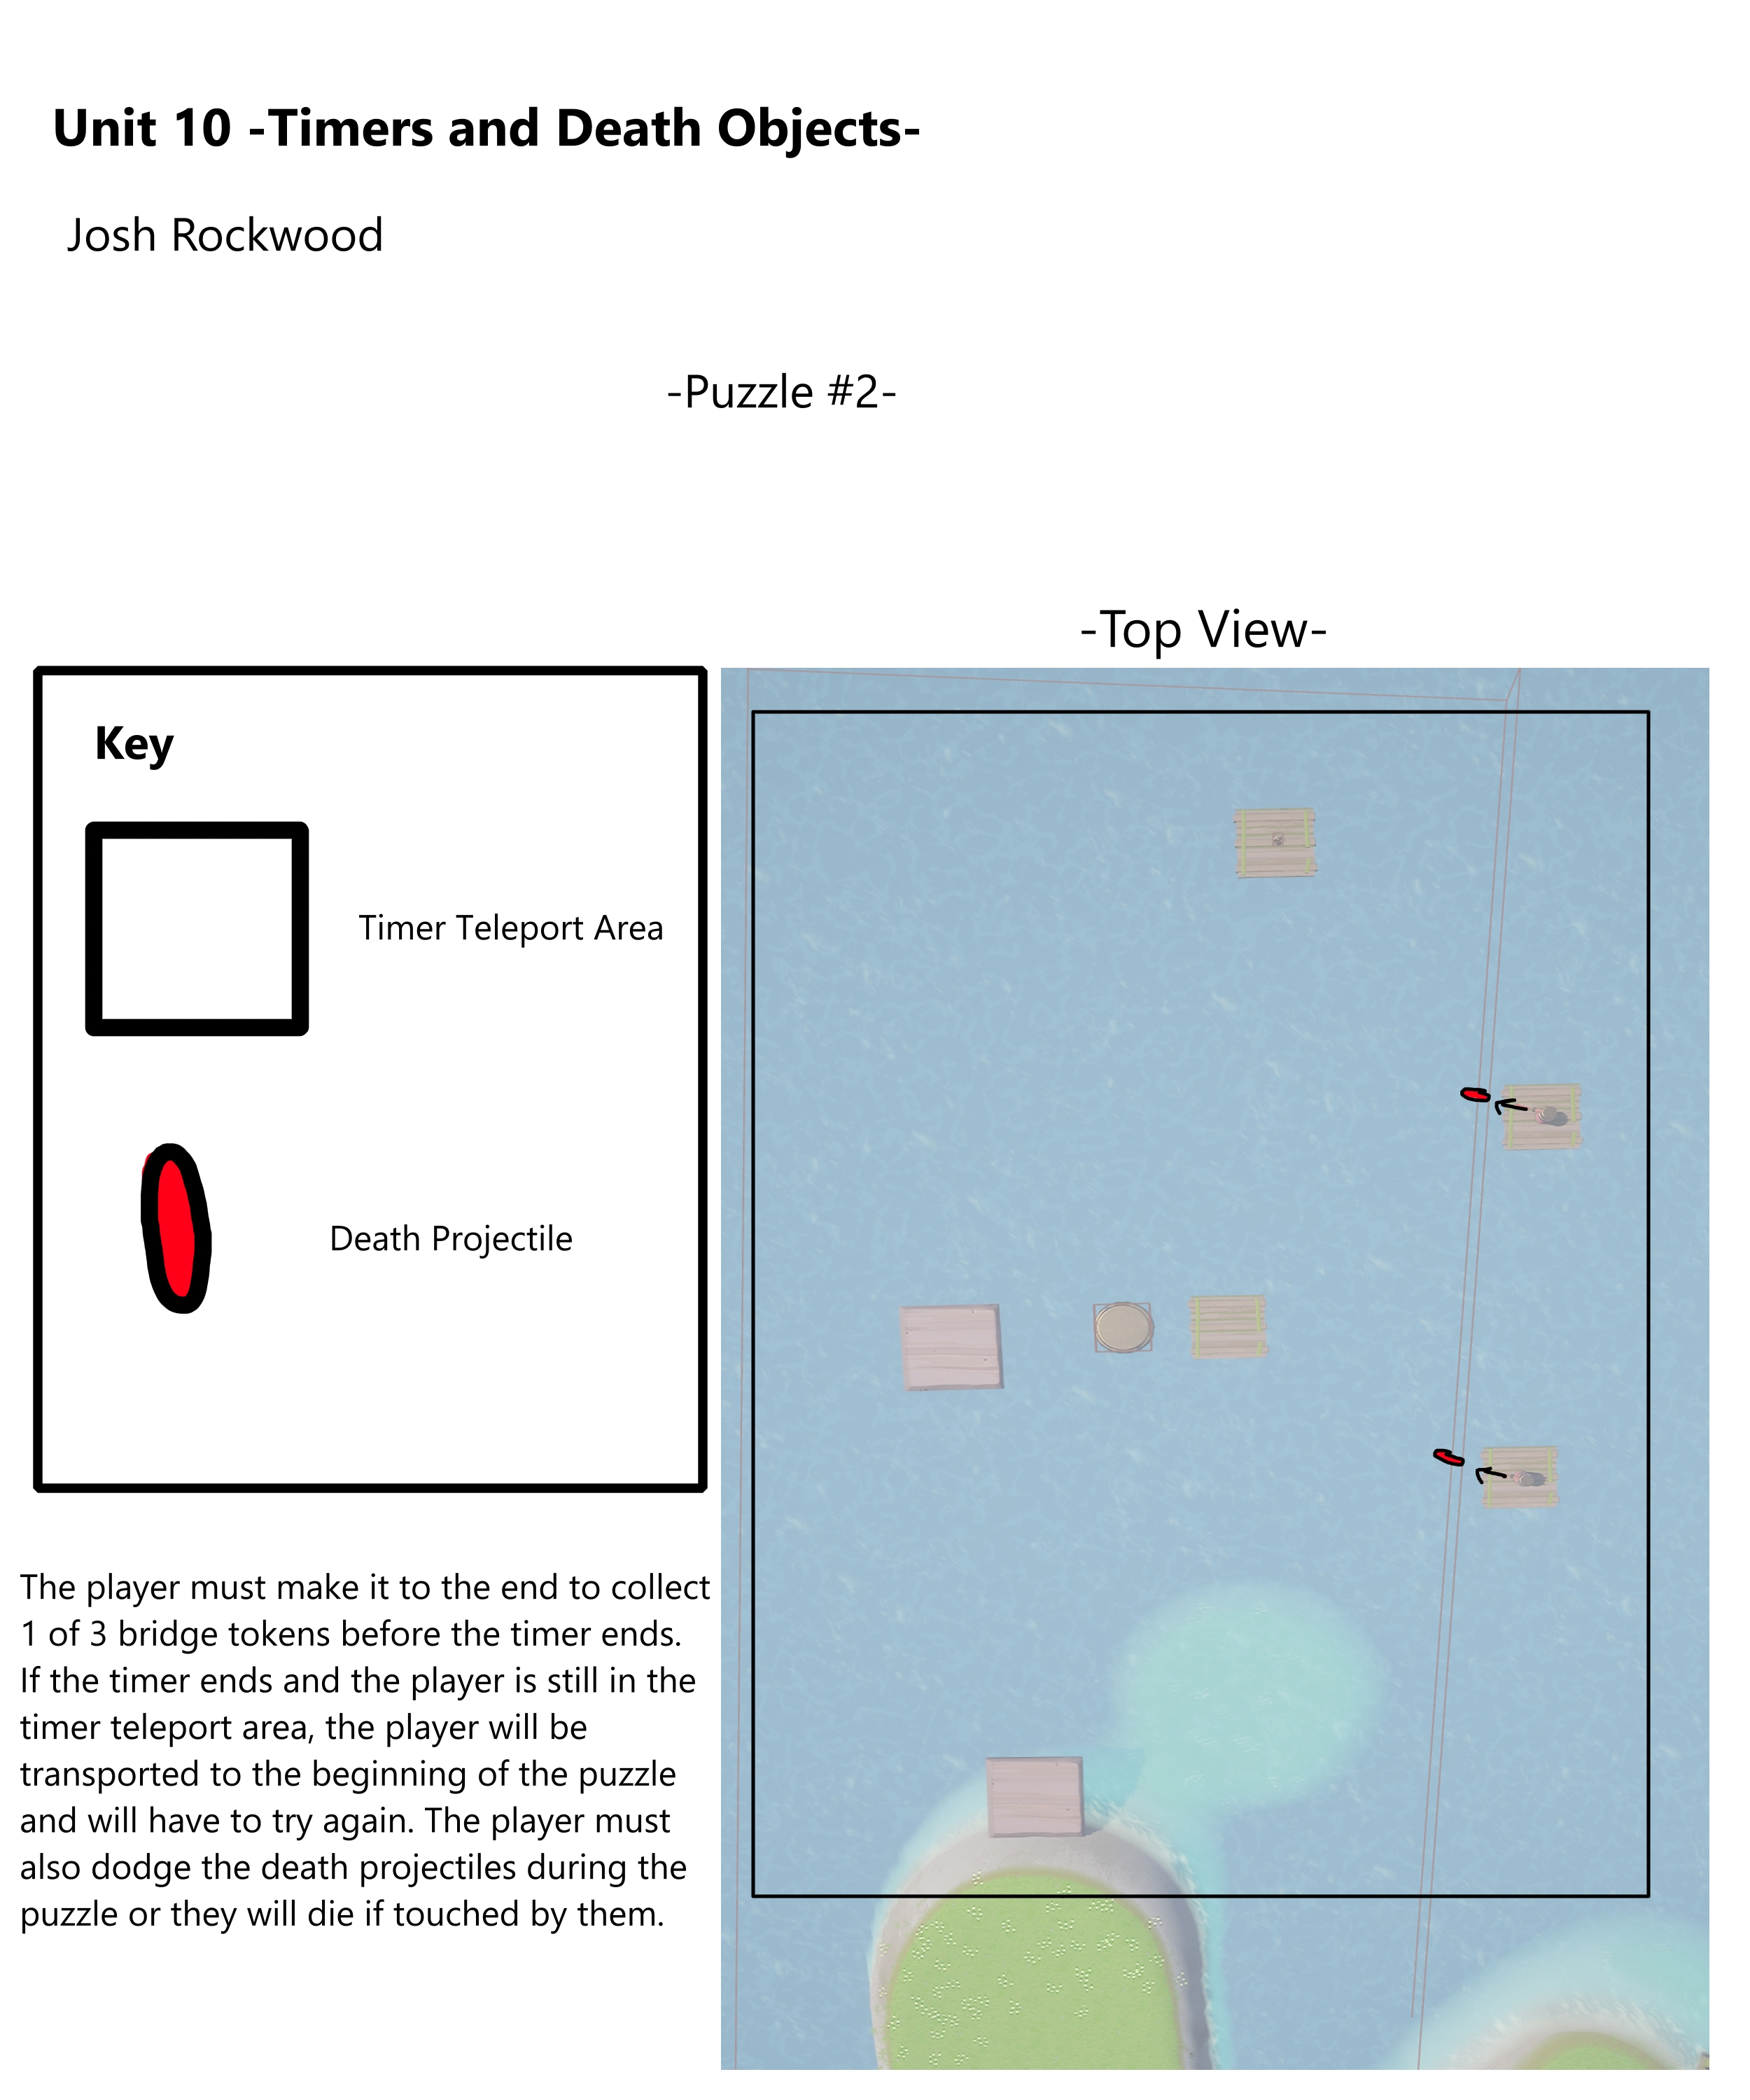 Unit 10 -Timers and Death Objects-
Josh Rockwood
-Puzzle #2-
-Top View-
Key
Timer Teleport Area
Death Projectile
The player must make it to the end to collect
1 of 3 bridge tokens before the timer ends.
If the timer ends and the player is still in the
timer teleport area, the player will be
transported to the beginning of the puzzle
and will have to try again. The player must
also dodge the death projectiles during the
puzzle or they will die if touched by them.